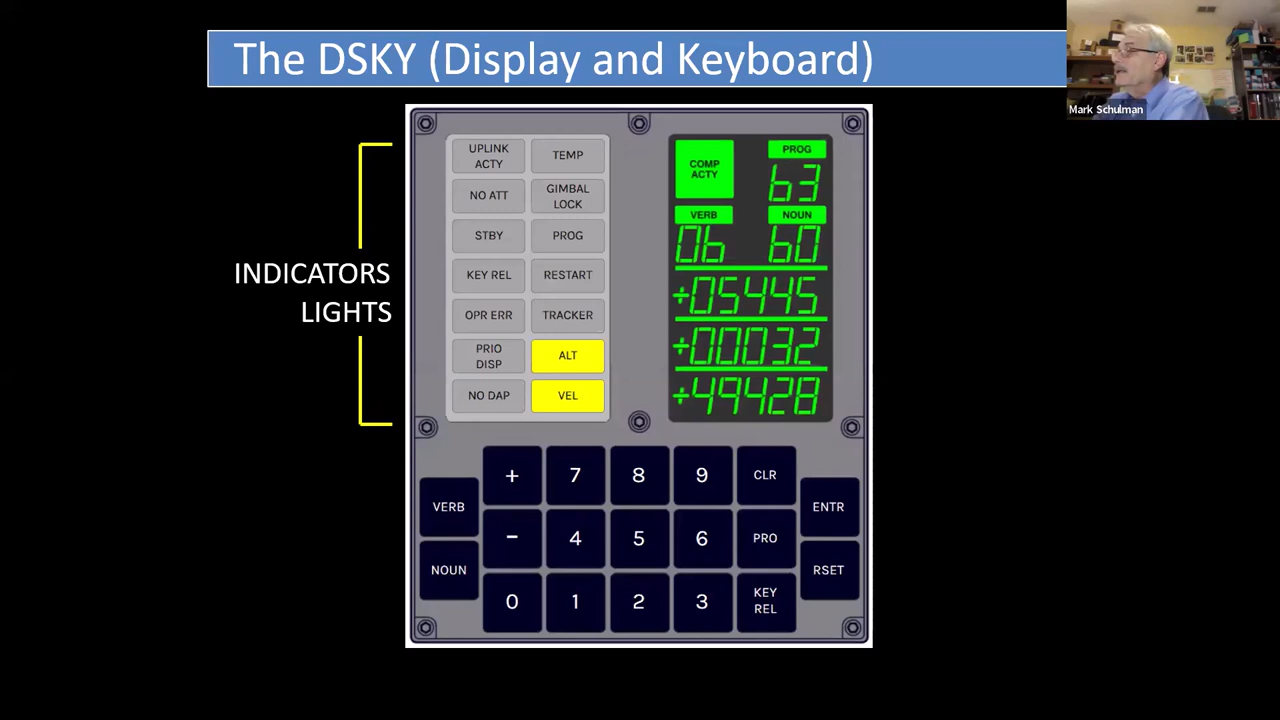 The DSKY (Display and Keyboard)
Mark Schulman
INDICATORS
LIGHTS
UPLINK
ACTY
TEMP
NO ATT
GIMBAL
LOCK
STBY
PROG
KEY REL
RESTART
OPR ERR
TRACKER
PRIO
DISP
ALT
NO DAP
VEL
COMP
ACTY
PROG
63
VERB
NOUN
06
60
+05445
+00032
+49428
VERB
NOUN
+
7
8
9
CLR
-
4
5
6
PRO
0
1
2
3
KEY
REL
ENTR
RSET